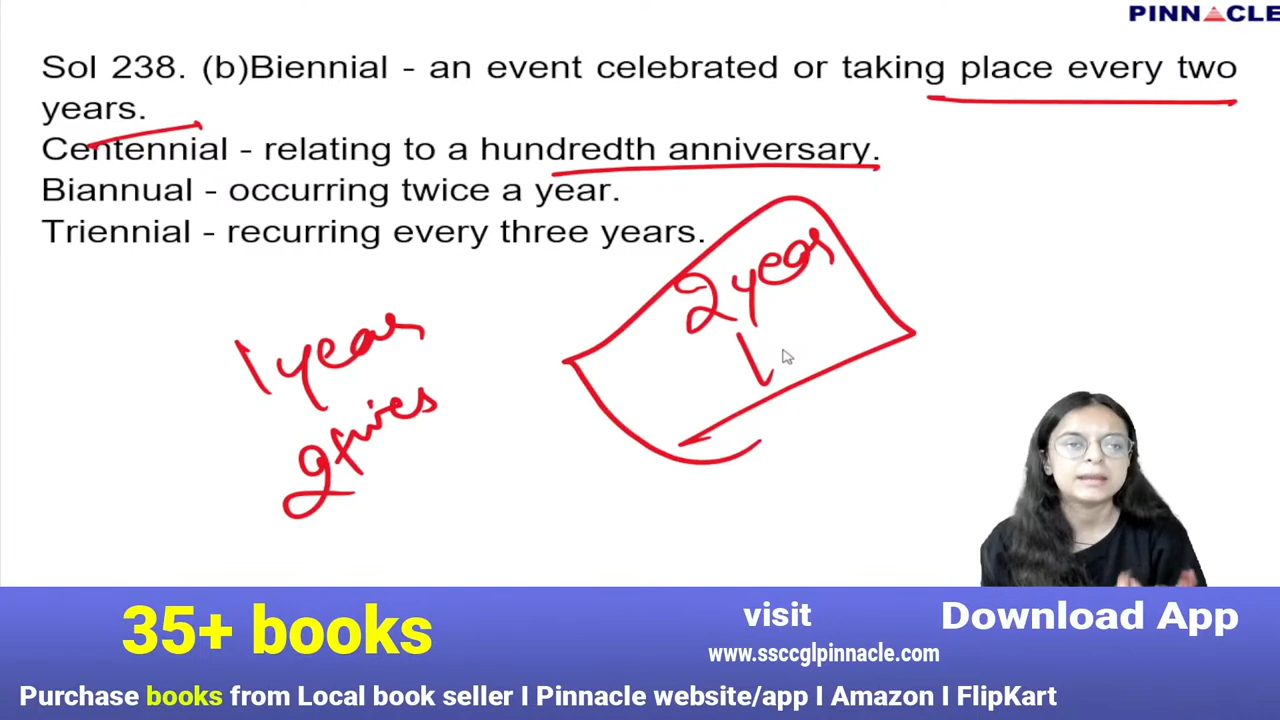 PINNACLE
Sol 238. (b)Biennial - an event celebrated or taking place every two
years.
Centennial - relating to a hundredth anniversary.
Biannual - occurring twice a year.
Triennial - recurring every three years.
2 year
1
1 year
2 times
35+ books
visit
www.ssccglpinnacle.com
Download App
Purchase books from Local book seller I Pinnacle website/app I Amazon I FlipKart